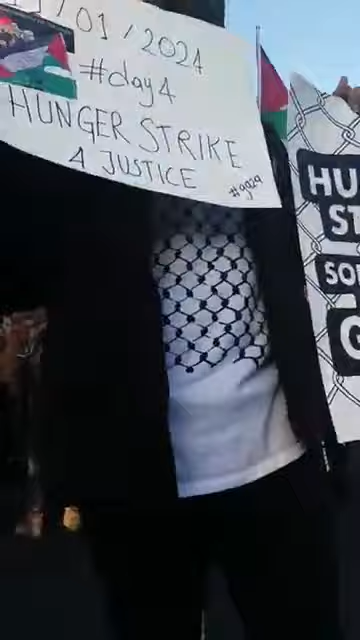 /01/2024
#day4
HUNGER STRIKE
4 JUSTICE
#gaza
HU
ST
SO
G